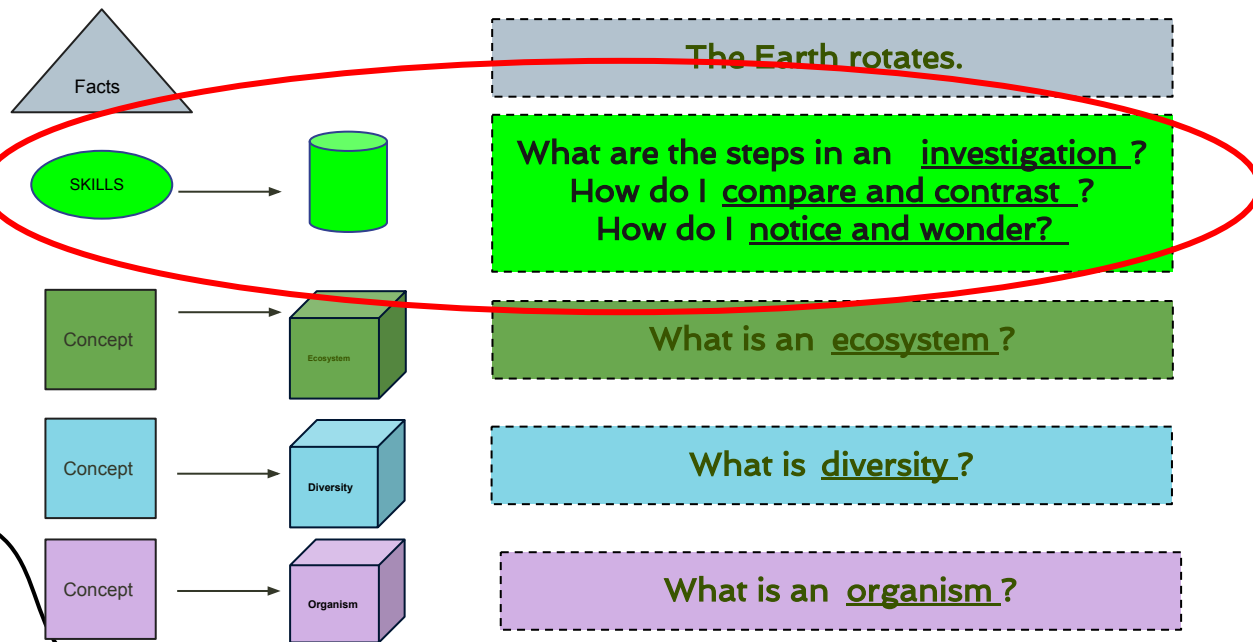 Facts
The Earth rotates.
SKILLS
What are the steps in an investigation ?
How do I compare and contrast ?
How do I notice and wonder?
Concept
Ecosystem
What is an ecosystem ?
Concept
Diversity
What is diversity ?
Concept
Organism
What is an organism ?